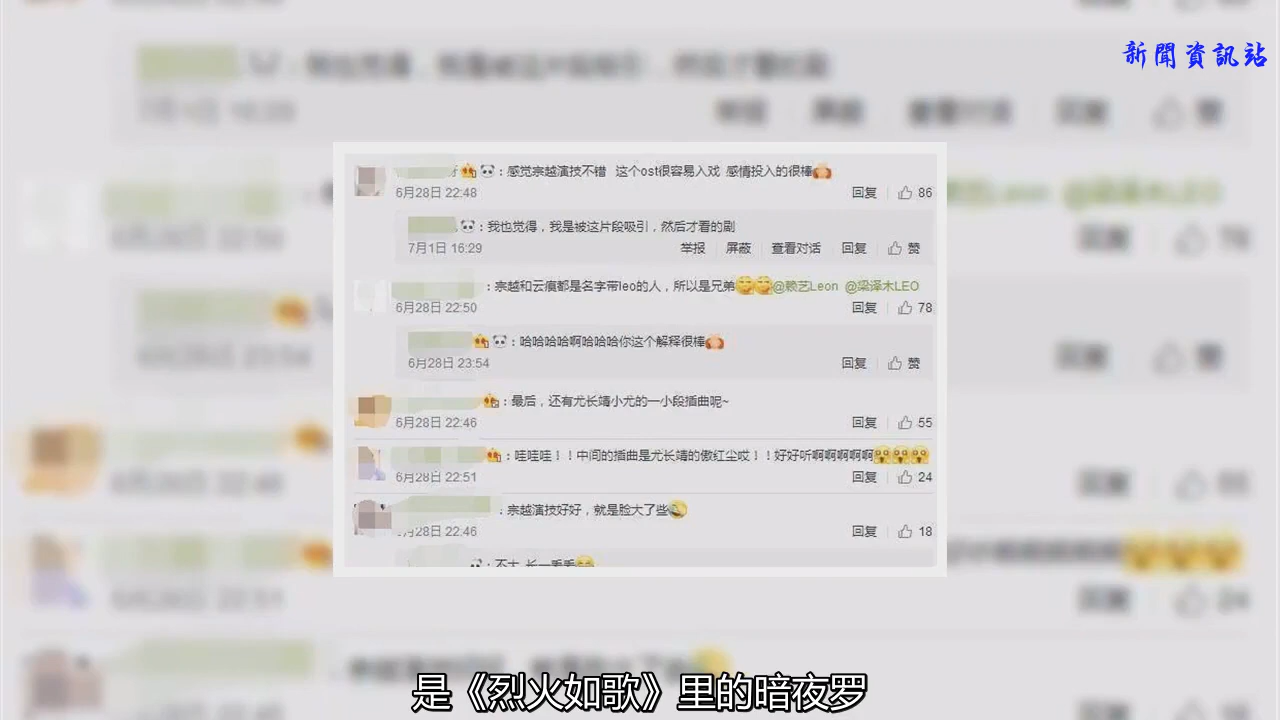 新聞資訊站
：感觉宗越演技不错 这个ost很容易入戏 感情投入的很棒
6月28日 22:48
回复 86
：我也觉得，我是被这片段吸引，然后才看的剧
7月1日 16:29
举报 屏蔽 查看对话 回复 赞
：宗越和云痕都是名字带leo的人，所以是兄弟@赖艺Leon @梁泽木LEO
6月28日 22:50
回复 78
：哈哈哈哈啊哈哈哈你这个解释很棒
6月28日 23:54
回复 赞
：最后，还有尤长靖小尤的一小段插曲呢~
6月28日 22:46
回复 55
：哇哇哇！！中间的插曲是尤长靖的傲红尘哎！！好好听啊啊啊啊啊
6月28日 22:51
回复 24
：宗越演技好好，就是脸大了些
月28日 22:46
回复 18
是《烈火如歌》里的暗夜罗